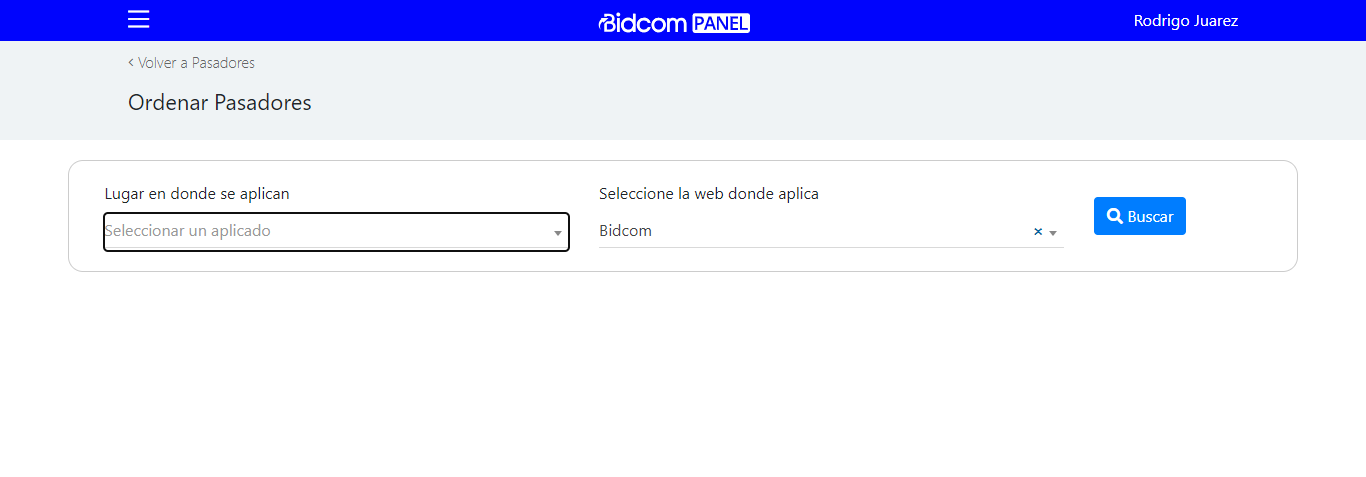 Bidcom PANEL
Rodrigo Juarez
< Volver a Pasadores
Ordenar Pasadores
Lugar en donde se aplican
Seleccionar un aplicado
Seleccione la web donde aplica
Bidcom
×
Buscar